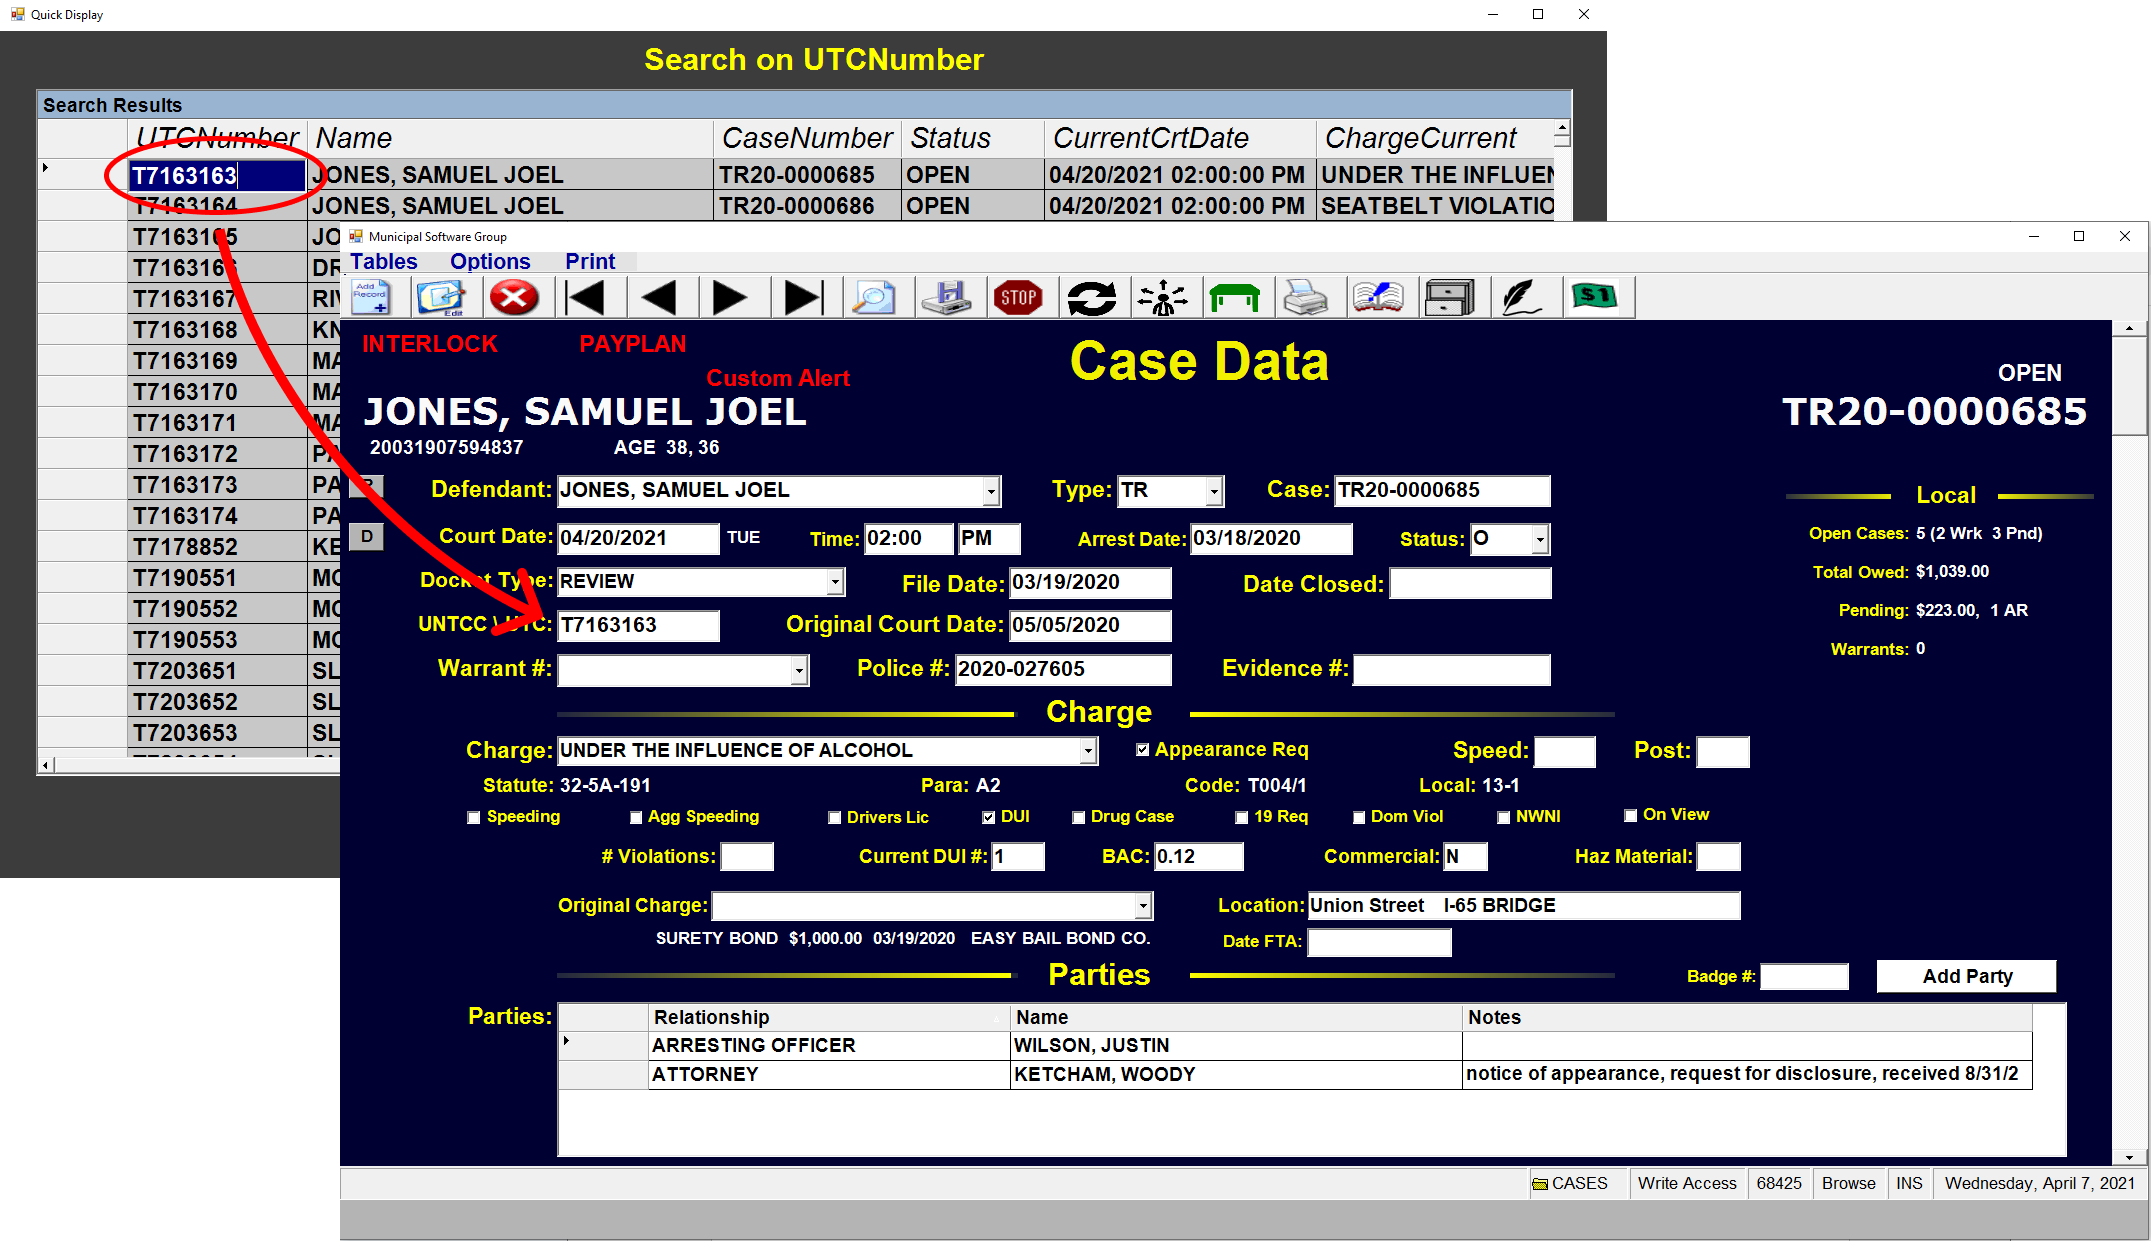 Quick Display
Search on UTCNumber
Search Results
UTCNumber Name CaseNumber Status CurrentCrtDate ChargeCurrent
T7163163 JONES, SAMUEL JOEL TR20-0000685 OPEN 04/20/2021 02:00:00 PM UNDER THE INFLUEN
T7163164 JONES, SAMUEL JOEL TR20-0000686 OPEN 04/20/2021 02:00:00 PM SEATBELT VIOLATIO
T7163165 JO
T7163166 DR
T7163167 RIV
T7163168 KN
T7163169 MA
T7163170 MA
T7163171 MA
T7163172 PA
T7163173 PA
T7163174 PA
T7178852 KE
T7190551 MC
T7190552 MC
T7190553 MC
T7203651 SL
T7203652 SL
T7203653 SL
Municipal Software Group
Tables Options Print
Add Record Edit STOP $1
INTERLOCK PAYPLAN
Custom Alert
Case Data
OPEN
JONES, SAMUEL JOEL TR20-0000685
20031907594837 AGE 38, 36
Defendant: JONES, SAMUEL JOEL Type: TR Case: TR20-0000685
Local
D Court Date: 04/20/2021 TUE Time: 02:00 PM Arrest Date: 03/18/2020 Status: O
Open Cases: 5 (2 Wrk 3 Pnd)
Docket Type: REVIEW File Date: 03/19/2020 Date Closed:
Total Owed: $1,039.00
UNTCC \ UTC: T7163163 Original Court Date: 05/05/2020
Pending: $223.00, 1 AR
Warrants: 0
Warrant #: Police #: 2020-027605 Evidence #:
Charge
Charge: UNDER THE INFLUENCE OF ALCOHOL Appearance Req Speed: Post:
Statute: 32-5A-191 Para: A2 Code: T004/1 Local: 13-1
Speeding Agg Speeding Drivers Lic DUI Drug Case 19 Req Dom Viol NWNI On View
# Violations: Current DUI #: 1 BAC: 0.12 Commercial: N Haz Material:
Original Charge: Location: Union Street I-65 BRIDGE
SURETY BOND $1,000.00 03/19/2020 EASY BAIL BOND CO. Date FTA:
Parties
Badge #: Add Party
Parties: Relationship Name Notes
ARRESTING OFFICER WILSON, JUSTIN
ATTORNEY KETCHAM, WOODY notice of appearance, request for disclosure, received 8/31/2
CASES Write Access 68425 Browse INS Wednesday, April 7, 2021